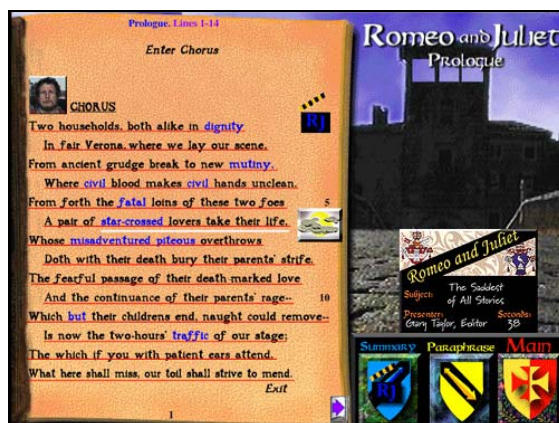 Prologue, Lines 1-14
Enter Chorus
CHORUS
RJ
Two households, both alike in dignity
In fair Verona, where we lay our scene,
From ancient grudge break to new mutiny,
Where civil blood makes civil hands unclean.
From forth the fatal loins of these two foes
5
A pair of star-crossed lovers take their life,
Whose misadventured piteous overthrows
Doth with their death bury their parents' strife.
The fearful passage of their death-marked love
And the continuance of their parents' rage--
10
Which but their childrens end, naught could remove--
Is now the two-hours' traffic of our stage;
The which if you with patient ears attend,
What here shall miss, our toil shall strive to mend.
Exit
1
Romeo and Juliet
Prologue
Romeo and Juliet
Subject:
The Saddest
of All Stories
Presenter:
Gary Taylor, Editor
Seconds:
38
Summary
Paraphrase
Main
RJ